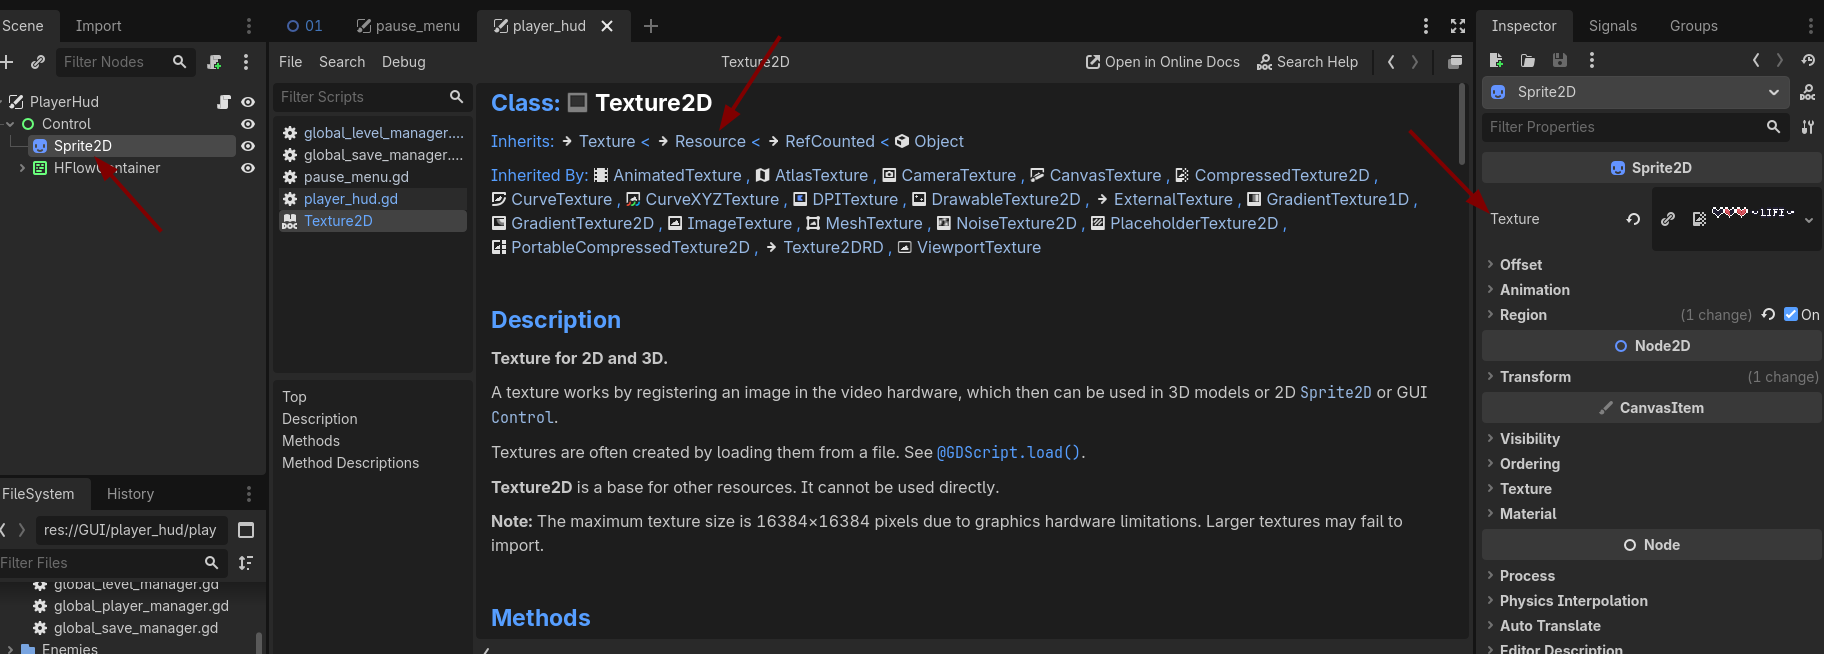 Scene Import
01 pause_menu player_hud
Inspector Signals Groups
Filter Nodes
File Search Debug
Texture2D
Open in Online Docs Search Help
PlayerHud
Control
Sprite2D
HFlowContainer
Filter Scripts
global_level_manager....
global_save_manager....
pause_menu.gd
player_hud.gd
Texture2D
Top
Description
Methods
Method Descriptions
Class: Texture2D
Inherits: Texture < Resource < RefCounted < Object
Inherited By: AnimatedTexture , AtlasTexture , CameraTexture , CanvasTexture , CompressedTexture2D ,
CurveTexture , CurveXYZTexture , DPITexture , DrawableTexture2D , ExternalTexture , GradientTexture1D ,
GradientTexture2D , ImageTexture , MeshTexture , NoiseTexture2D , PlaceholderTexture2D ,
PortableCompressedTexture2D , Texture2DRD , ViewportTexture
Description
Texture for 2D and 3D.
A texture works by registering an image in the video hardware, which then can be used in 3D models or 2D Sprite2D or GUI
Control.
Textures are often created by loading them from a file. See @GDScript.load().
Texture2D is a base for other resources. It cannot be used directly.
Note: The maximum texture size is 16384×16384 pixels due to graphics hardware limitations. Larger textures may fail to
import.
Methods
FileSystem History
res://GUI/player_hud/play
Filter Files
global_level_manager.gd
global_player_manager.gd
global_save_manager.gd
Enemies
Sprite2D
Filter Properties
Sprite2D
Texture
~LIFE~
Offset
Animation
Region (1 change) On
Node2D
Transform (1 change)
CanvasItem
Visibility
Ordering
Texture
Material
Node
Process
Physics Interpolation
Auto Translate
Editor Description